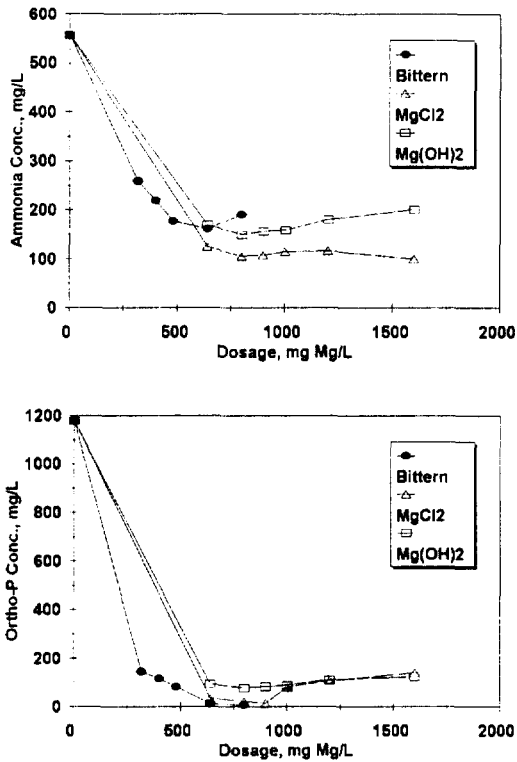 600
500
400
300
200
100
0
Ammonia Conc., mg/L
0 500 1000 1500 2000
Dosage, mg Mg/L
Bittern
MgCl2
Mg(OH)2
1200
1000
800
600
400
200
0
Ortho-P Conc., mg/L
0 500 1000 1500 2000
Dosage, mg Mg/L
Bittern
MgCl2
Mg(OH)2